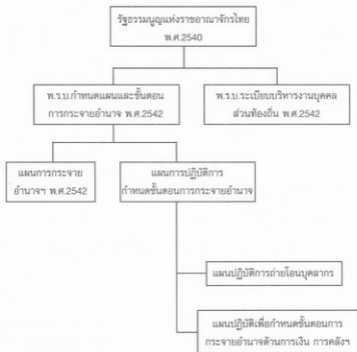 รัฐธรรมนูญแห่งราชอาณาจักรไทย
พ.ศ.2540
พ.ร.บ.กำหนดแผนและขั้นตอน
การกระจายอำนาจ พ.ศ.2542
พ.ร.บ.ระเบียบบริหารงานบุคคล
ส่วนท้องถิ่น พ.ศ.2542
แผนการกระจาย
อำนาจฯ พ.ศ.2542
แผนการปฏิบัติการ
กำหนดขั้นตอนการกระจายอำนาจ
แผนปฏิบัติการถ่ายโอนบุคลากร
แผนปฏิบัติเพื่อกำหนดขั้นตอนการ
กระจายอำนาจด้านการเงิน การคลังฯ